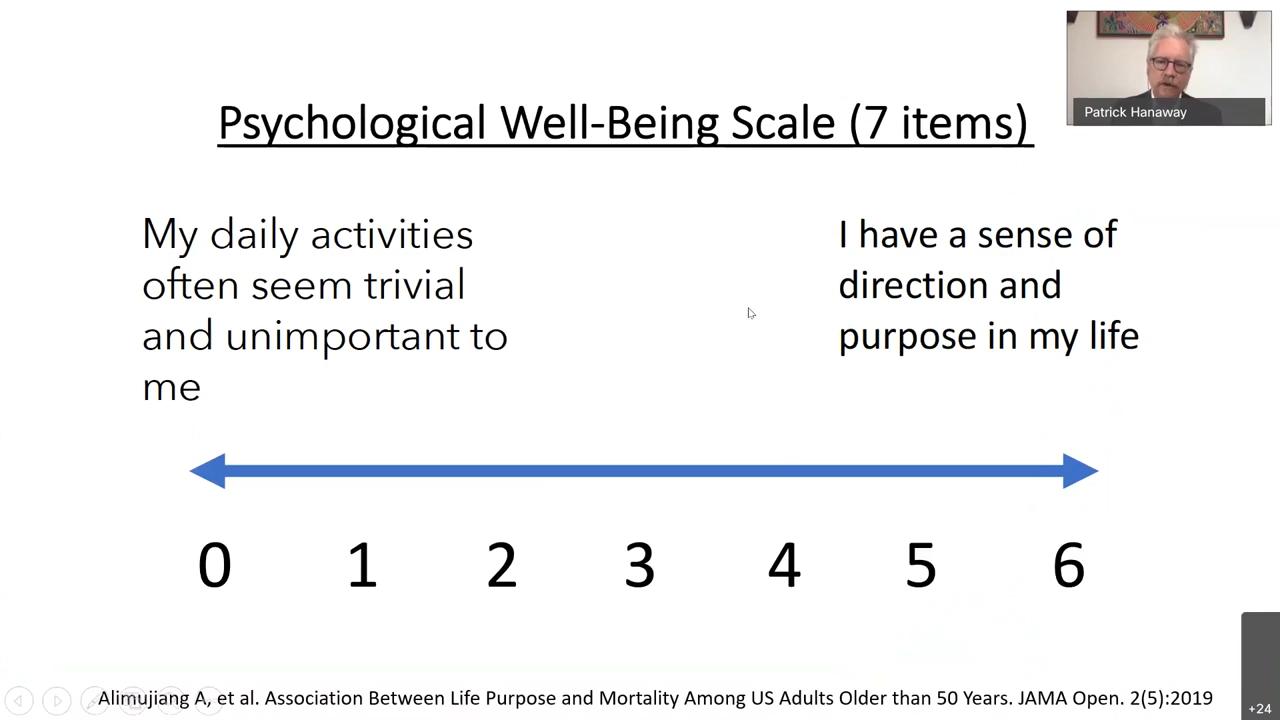 Patrick Hanaway
Psychological Well-Being Scale (7 items)
My daily activities
often seem trivial
and unimportant to
me
I have a sense of
direction and
purpose in my life
0 1 2 3 4 5 6
Alimujiang A, et al. Association Between Life Purpose and Mortality Among US Adults Older than 50 Years. JAMA Open. 2(5):2019
+24